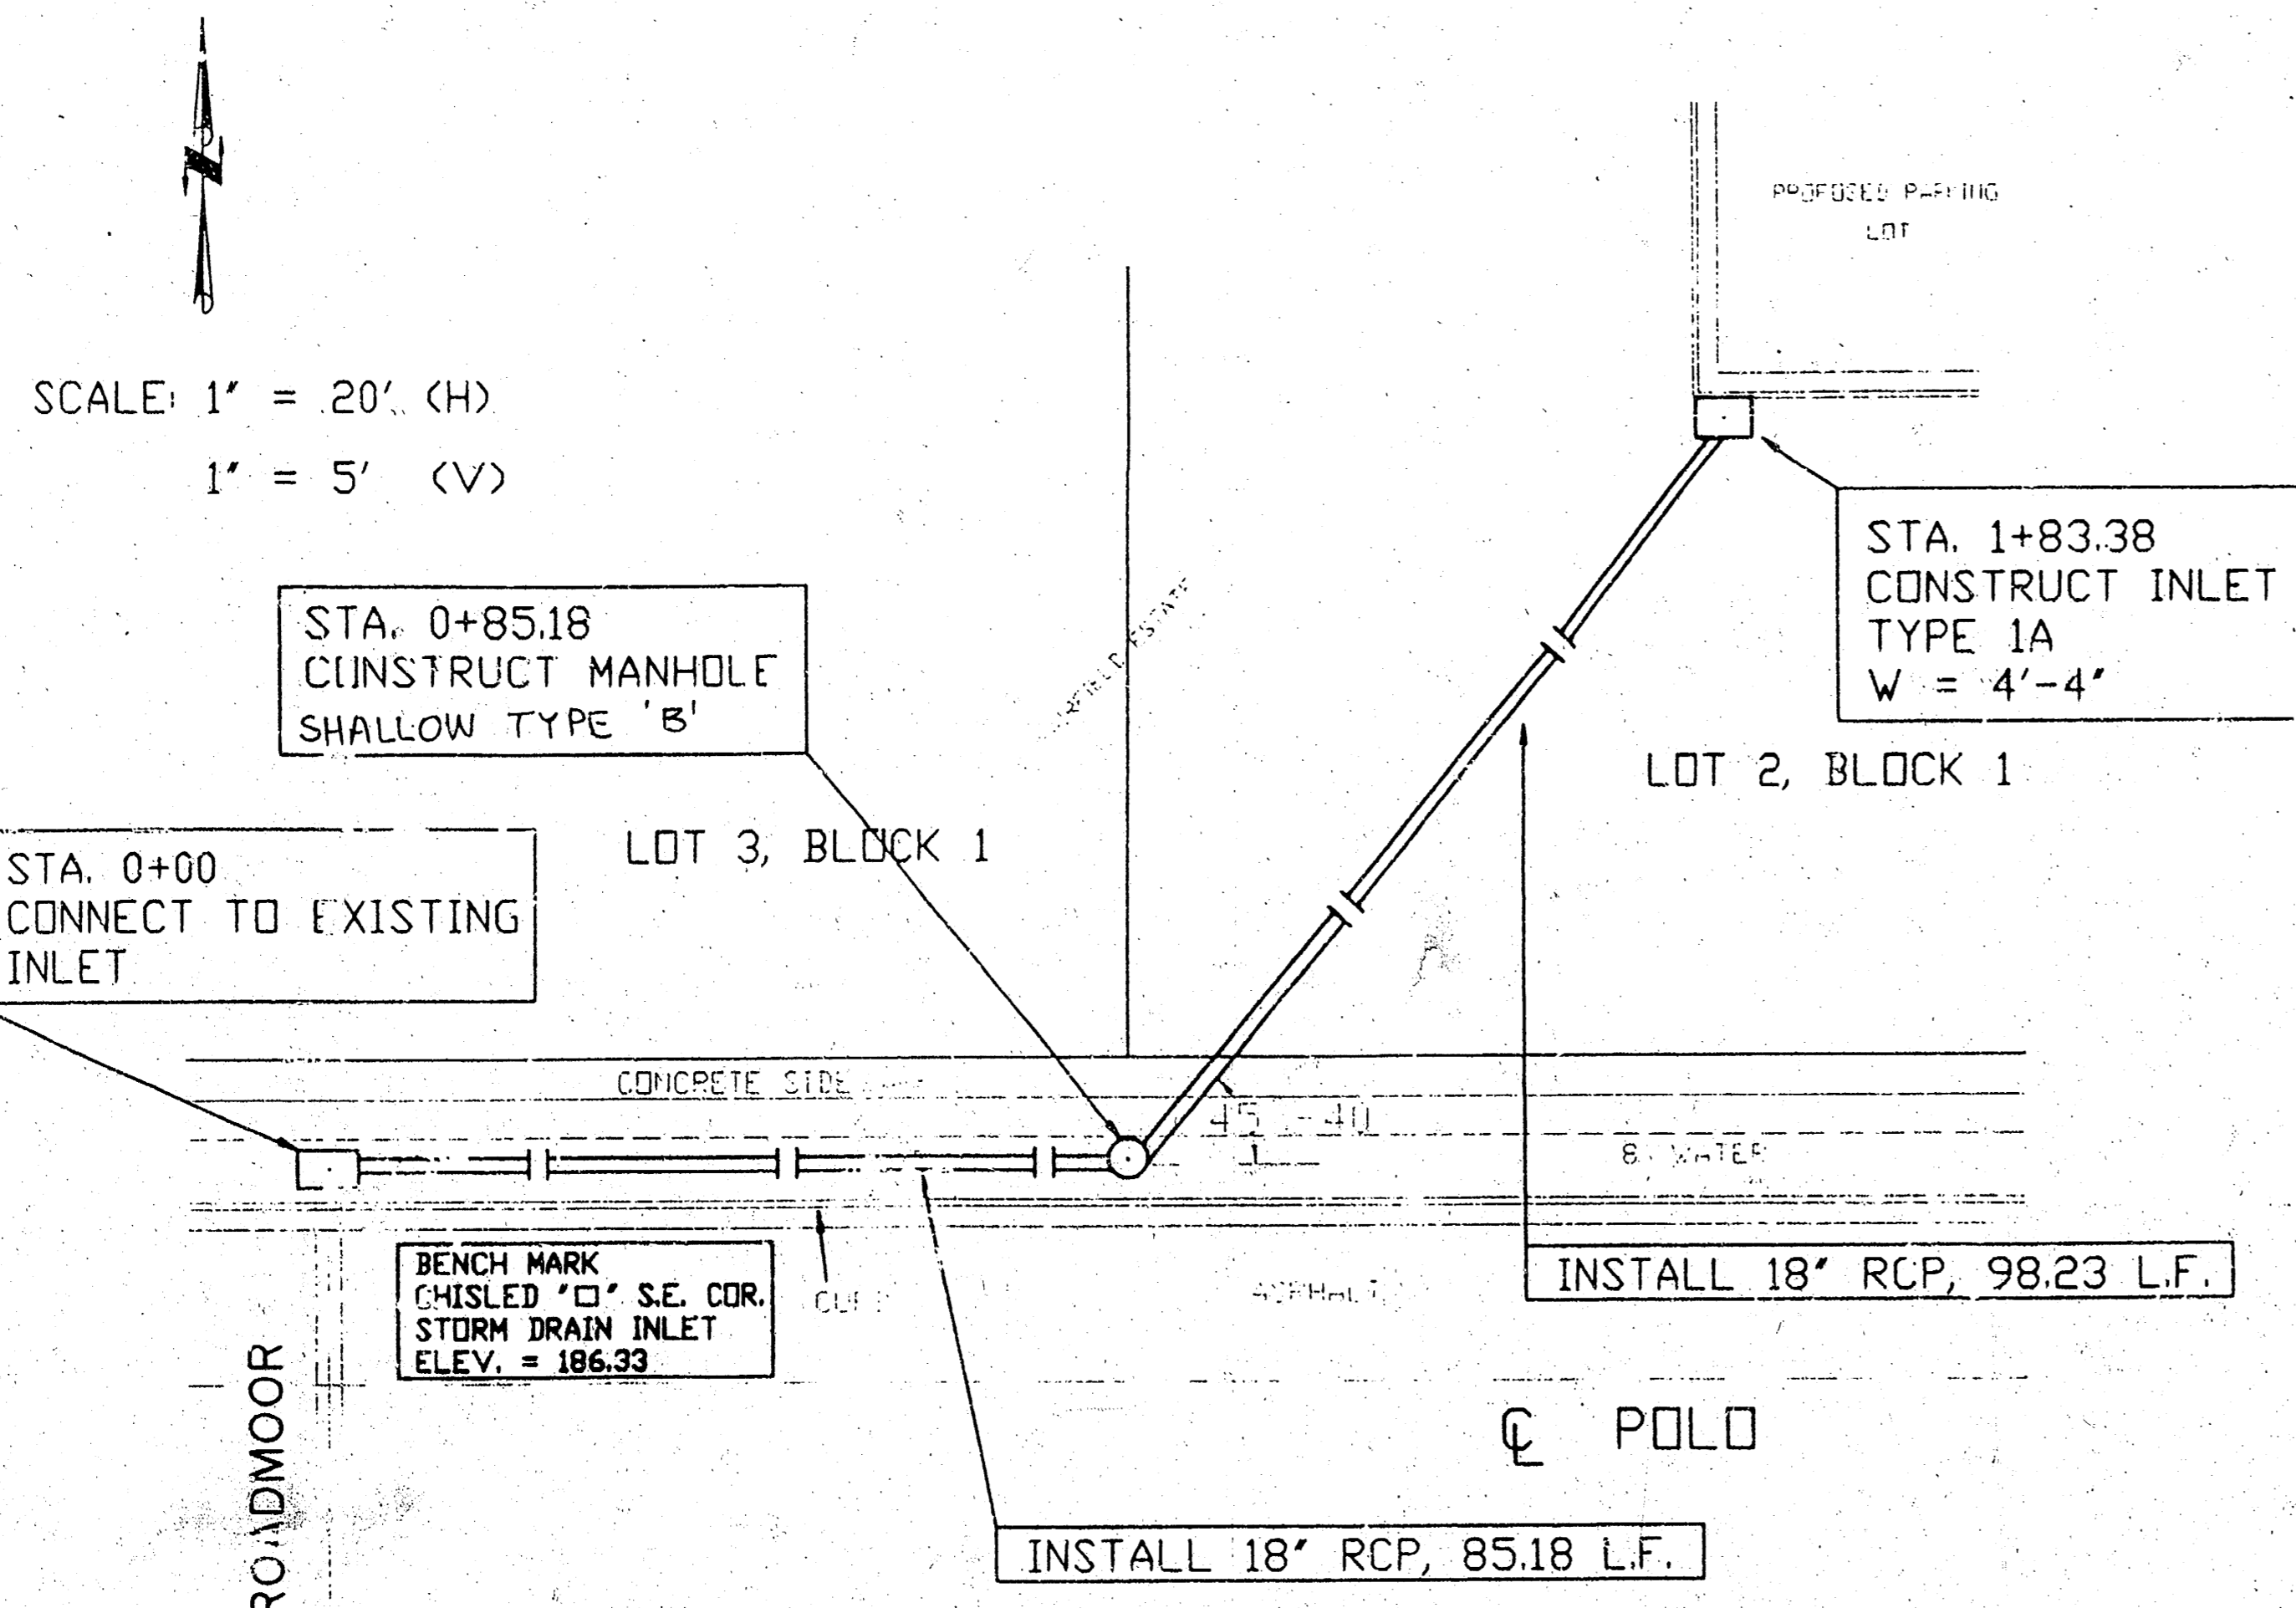 N
PROPOSED PARKING
LOT
SCALE: 1" = 20' (H)
1" = 5' (V)
STA. 1+83.38
CONSTRUCT INLET
TYPE 1A
W = 4'-4"
STA. 0+85.18
CONSTRUCT MANHOLE
SHALLOW TYPE 'B'
LOT 2, BLOCK 1
LOT 3, BLOCK 1
STA. 0+00
CONNECT TO EXISTING
INLET
ESTATE
CONCRETE SIDE
45 - 40
8" WATER
BENCH MARK
CHISLED "□" S.E. COR.
STORM DRAIN INLET
ELEV. = 186.33
ASPHALT
INSTALL 18" RCP, 98.23 L.F.
ROADMOOR
℄ POLO
INSTALL 18" RCP, 85.18 L.F.